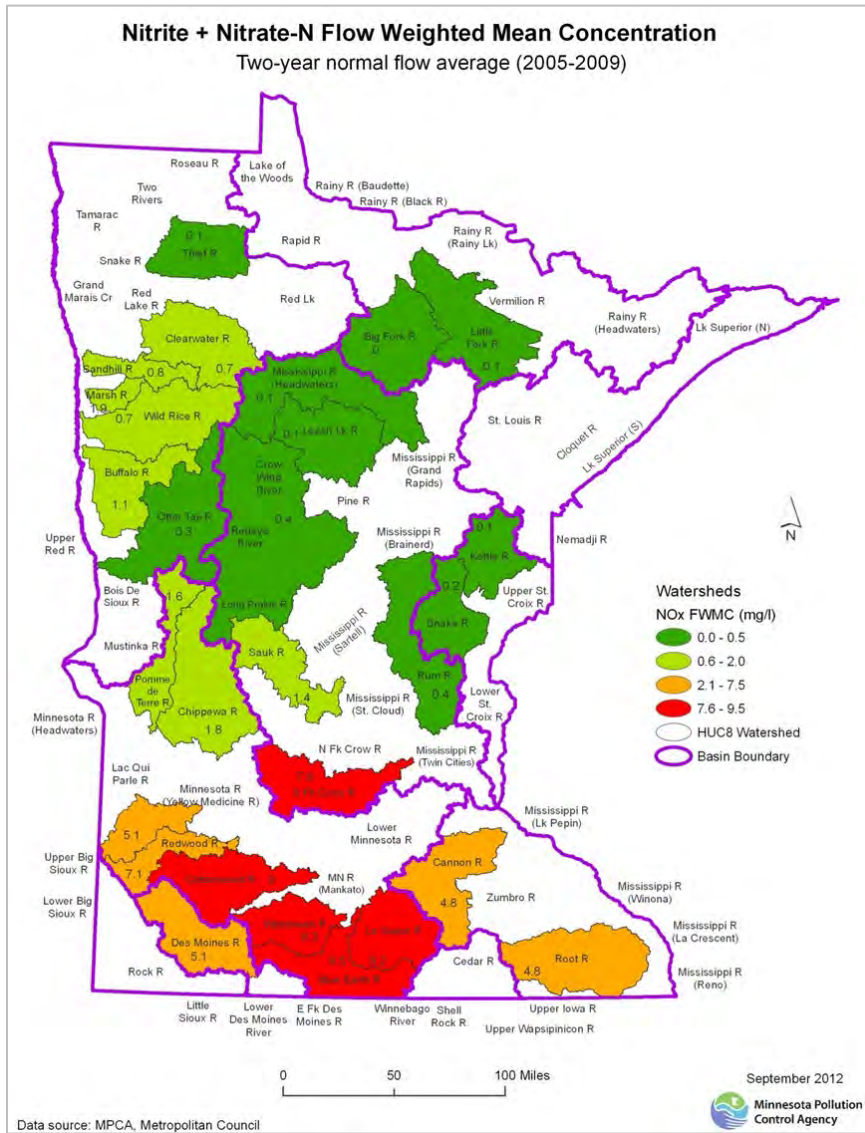 Nitrite + Nitrate-N Flow Weighted Mean Concentration
Two-year normal flow average (2005-2009)
Roseau R
Lake of
the Woods
Two
Rivers
Rainy R (Baudette)
Rainy R (Black R)
Tamarac
R
0.1
Thief R
Rapid R
Rainy R
(Rainy Lk)
Snake R
Grand
Marais Cr
Red
Lake R
Red Lk
Vermilion R
Rainy R
(Headwaters)
Lk Superior (N)
Clearwater R
Big Fork R
0
Little
Fork R
0.1
Sandhill R
0.8
0.7
Mississippi R
(Headwaters)
0.1
Marsh R
1.9
0.7
Wild Rice R
St. Louis R
0.1
Leech Lk R
Cloquet R
Lk Superior (S)
Mississippi R
(Grand
Rapids)
Buffalo R
1.1
Crow
Wing
River
0.4
Pine R
Otter Tail R
0.3
Redeye
River
Mississippi R
(Brainerd)
0.1
Kettle R
Nemadji R
N
Upper
Red R
Bois De
Sioux R
1.6
Long Prairie R
0.2
Upper St.
Croix R
Snake R
Mustinka R
Mississippi R
(Sartell)
Sauk R
1.4
Pomme
de
Terre R
Chippewa R
1.8
Rum R
0.4
Lower
St.
Croix R
Mississippi R
(St. Cloud)
Minnesota R
(Headwaters)
N Fk Crow R
Mississippi R
(Twin Cities)
Lac Qui
Parle R
Minnesota R
(Yellow Medicine R)
Lower
Minnesota R
Mississippi R
(Lk Pepin)
5.1
Redwood R
7.1
Upper Big
Sioux R
Cannon R
4.8
MN R
(Mankato)
Zumbro R
Lower Big
Sioux R
Mississippi R
(Winona)
Des Moines R
5.1
Mississippi R
(La Crescent)
Rock R
Cedar R
Root R
4.8
Mississippi R
(Reno)
Little
Sioux R
Lower
Des Moines
River
E Fk Des
Moines R
Winnebago
River
Shell
Rock R
Upper Iowa R
Upper Wapsipinicon R
Watersheds
NOx FWMC (mg/l)
0.0 - 0.5
0.6 - 2.0
2.1 - 7.5
7.6 - 9.5
HUC8 Watershed
Basin Boundary
0 50 100 Miles
September 2012
Minnesota Pollution
Control Agency
Data source: MPCA, Metropolitan Council